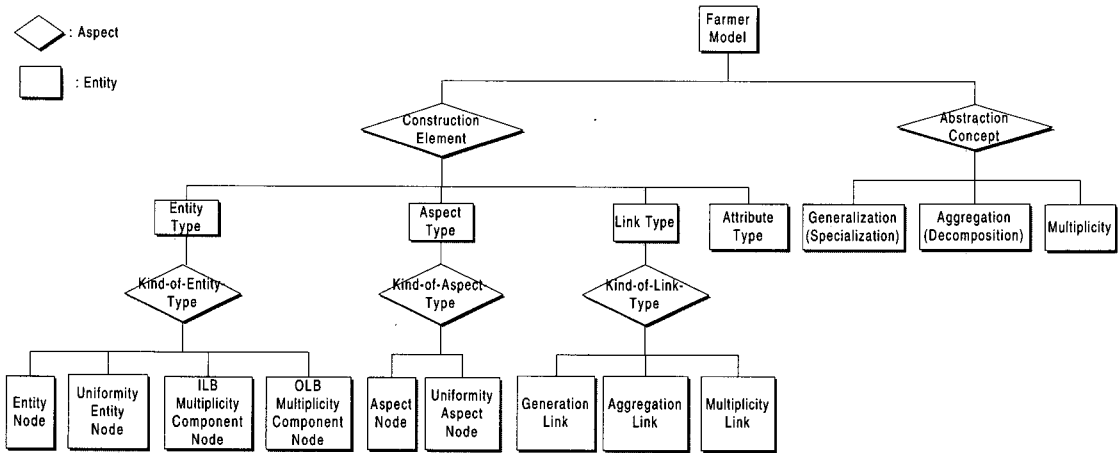 : Aspect
: Entity
Farmer
Model
Construction
Element
Abstraction
Concept
Entity
Type
Aspect
Type
Link Type
Attribute
Type
Generalization
(Specialization)
Aggregation
(Decomposition)
Multiplicity
Kind-of-Entity-
Type
Kind-of-Aspect
Type
Kind-of-Link-
Type
Entity
Node
Uniformity
Entity
Node
ILB
Multiplicity
Component
Node
OLB
Multiplicity
Component
Node
Aspect
Node
Uniformity
Aspect
Node
Generation
Link
Aggregation
Link
Multiplicity
Link